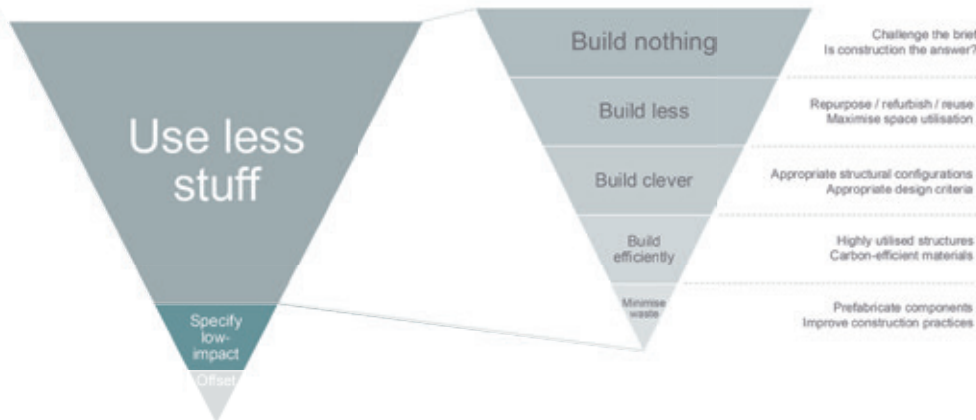 Use less
stuff
Specify
low-
impact
Offset
Build nothing
Challenge the brief
Is construction the answer?
Build less
Repurpose / refurbish / reuse
Maximise space utilisation
Build clever
Appropriate structural configurations
Appropriate design criteria
Build
efficiently
Highly utilised structures
Carbon-efficient materials
Minimise
waste
Prefabricate components
Improve construction practices